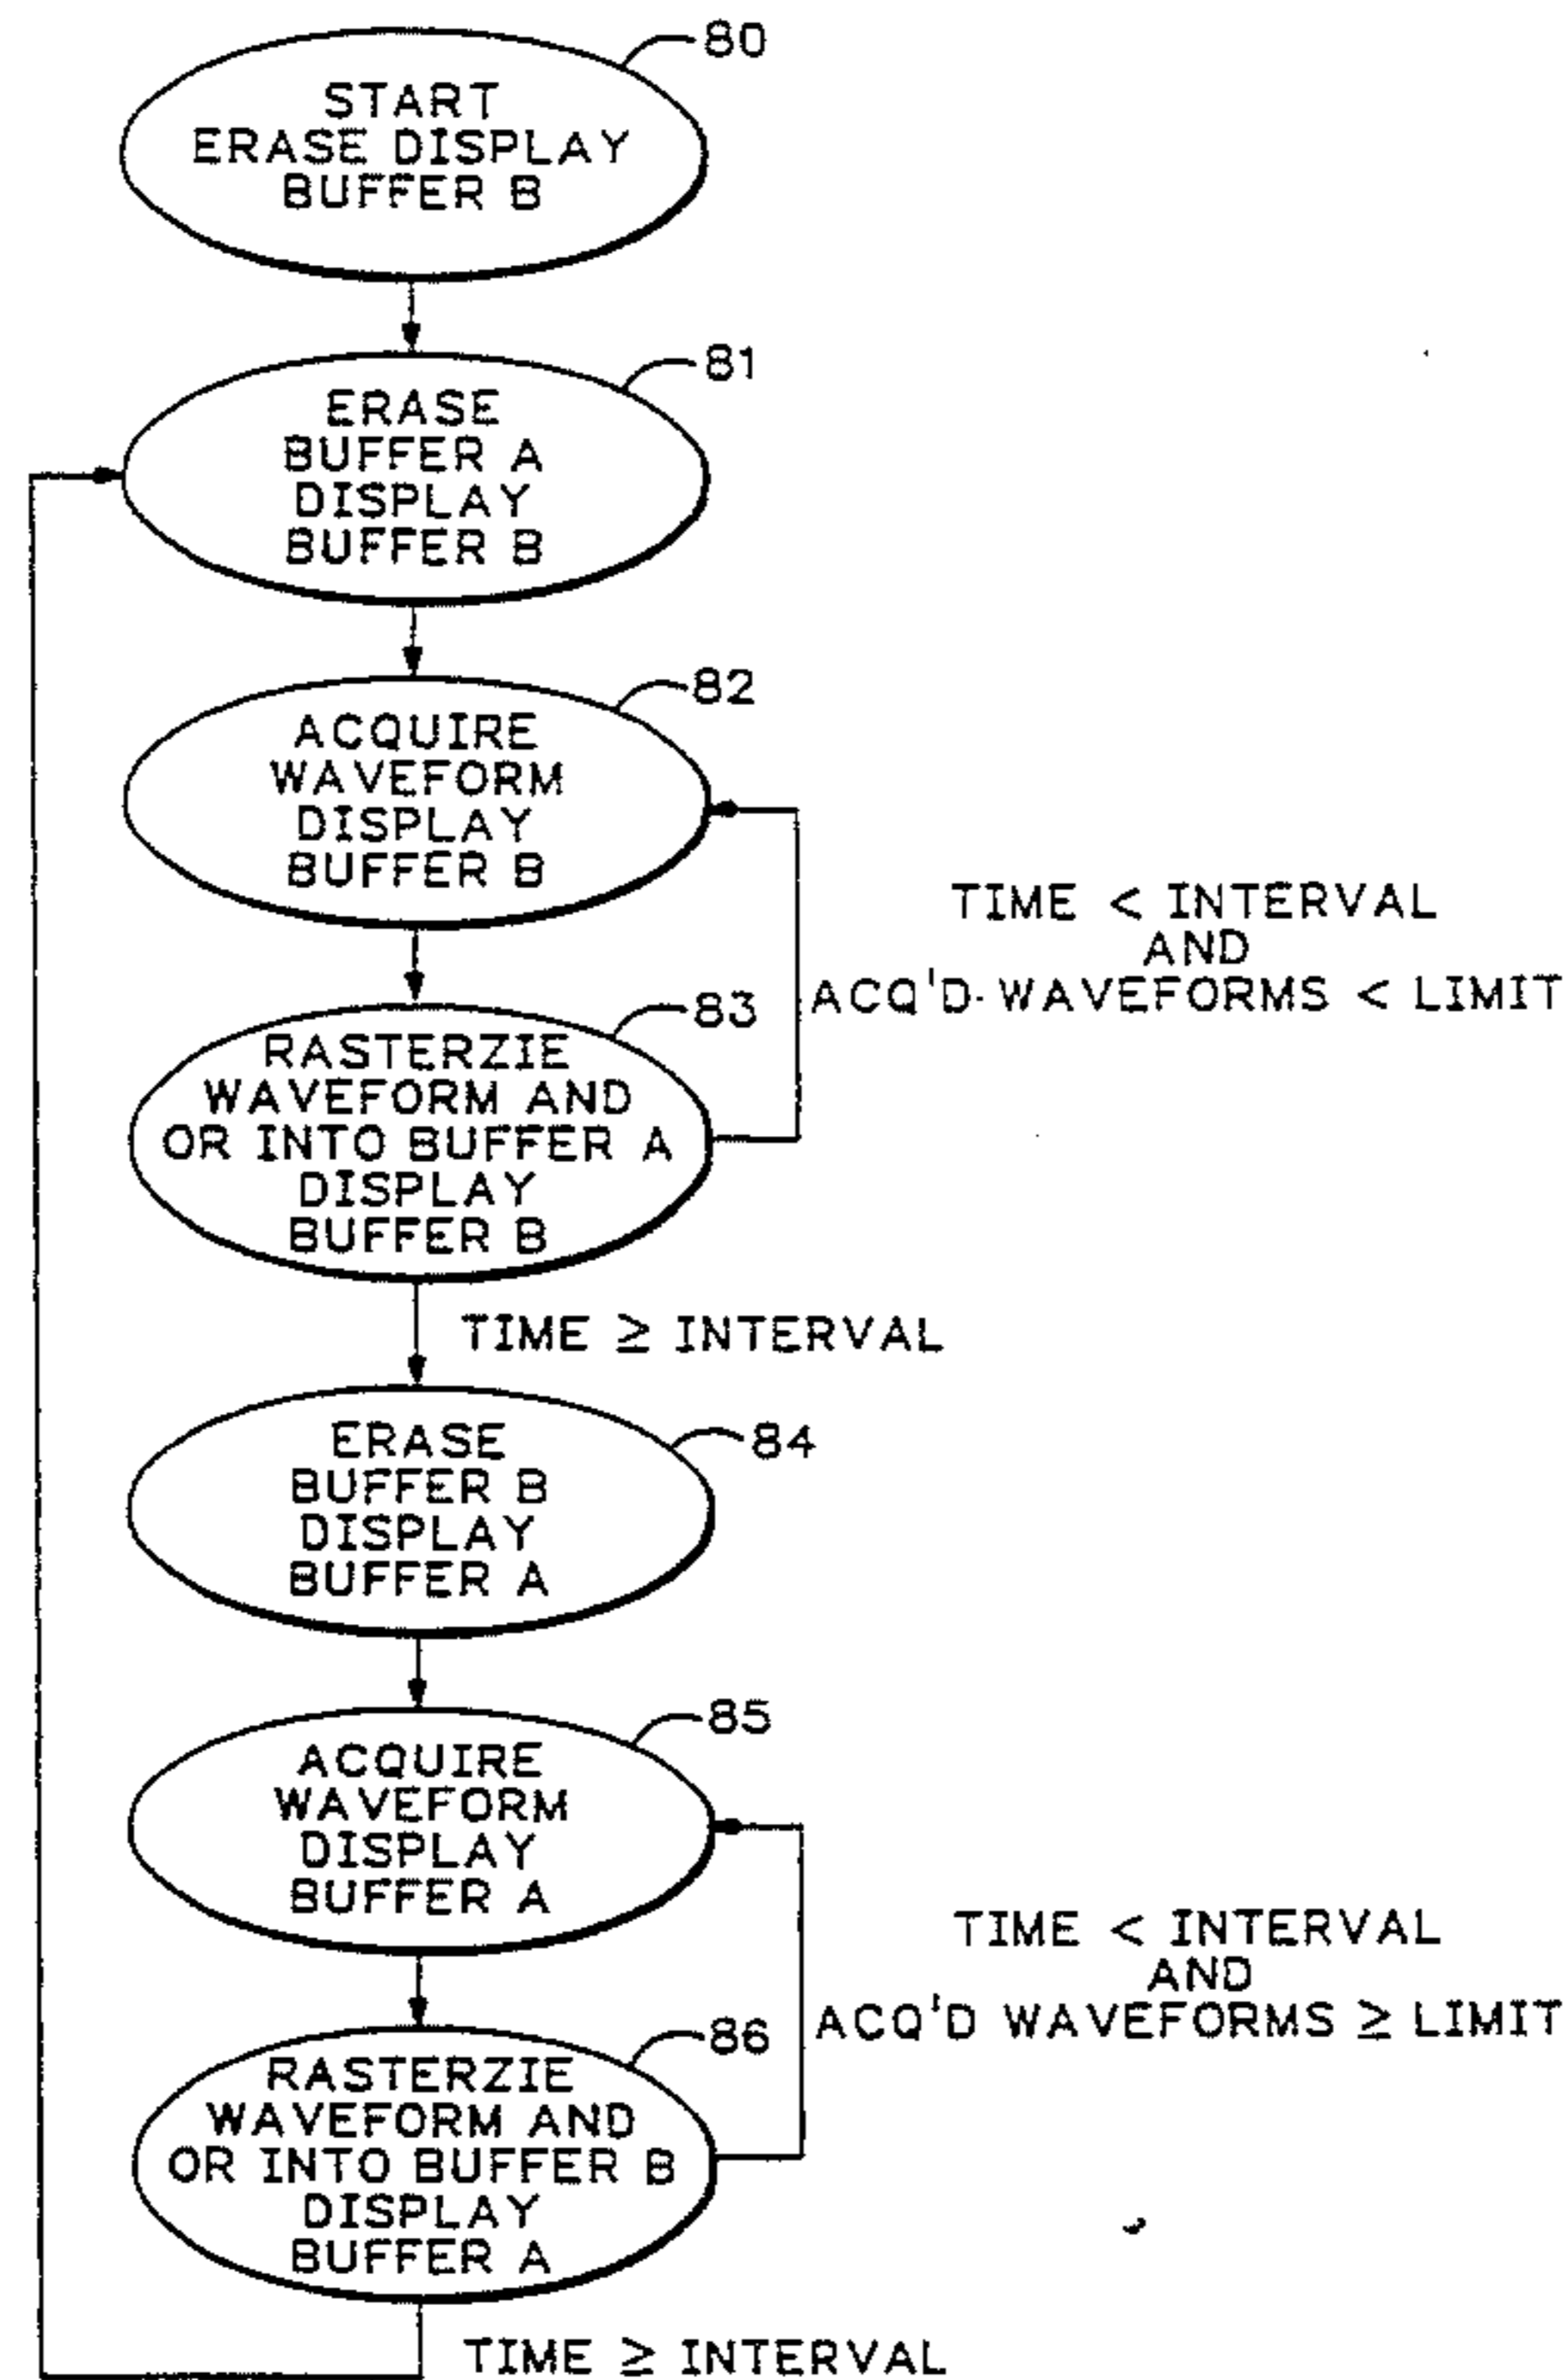 80
START
ERASE DISPLAY
BUFFER B
81
ERASE
BUFFER A
DISPLAY
BUFFER B
82
ACQUIRE
WAVEFORM
DISPLAY
BUFFER B
TIME < INTERVAL
AND
ACQ'D WAVEFORMS < LIMIT
83
RASTERZIE
WAVEFORM AND
OR INTO BUFFER A
DISPLAY
BUFFER B
TIME ≥ INTERVAL
84
ERASE
BUFFER B
DISPLAY
BUFFER A
85
ACQUIRE
WAVEFORM
DISPLAY
BUFFER A
TIME < INTERVAL
AND
ACQ'D WAVEFORMS ≥ LIMIT
86
RASTERZIE
WAVEFORM AND
OR INTO BUFFER B
DISPLAY
BUFFER A
TIME ≥ INTERVAL